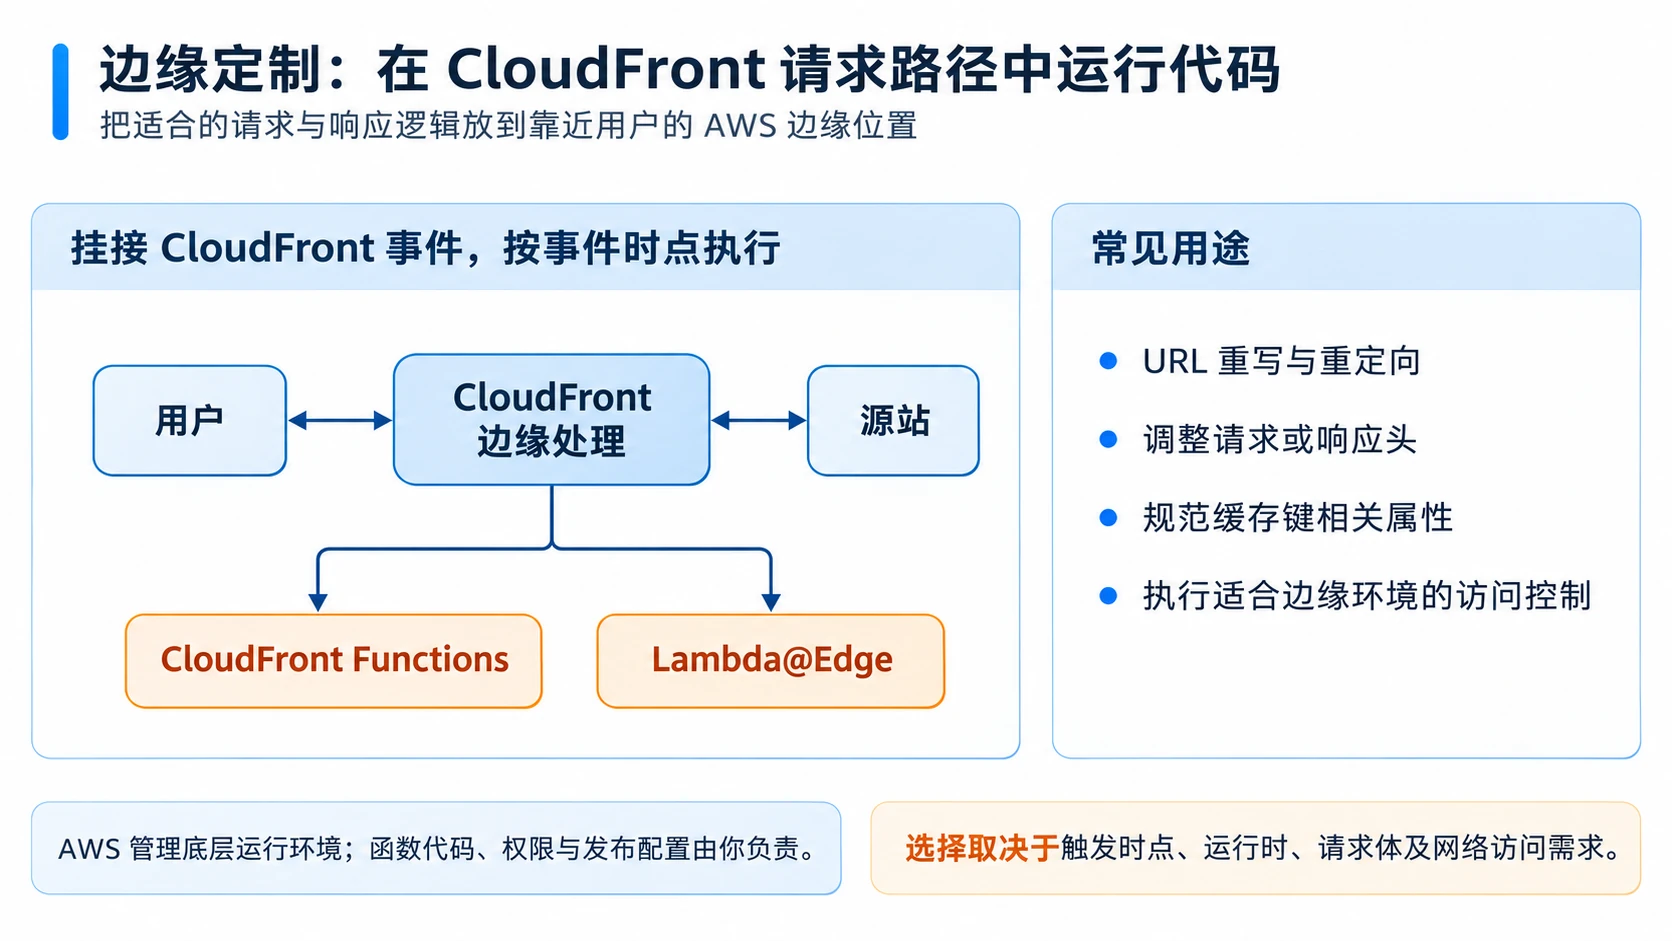 边缘定制：在 CloudFront 请求路径中运行代码
把适合的请求与响应逻辑放到靠近用户的 AWS 边缘位置
挂接 CloudFront 事件，按事件时点执行
用户
CloudFront
边缘处理
源站
CloudFront Functions
Lambda@Edge
常见用途
URL 重写与重定向
调整请求或响应头
规范缓存键相关属性
执行适合边缘环境的访问控制
AWS 管理底层运行环境；函数代码、权限与发布配置由你负责。
选择取决于触发时点、运行时、请求体及网络访问需求。